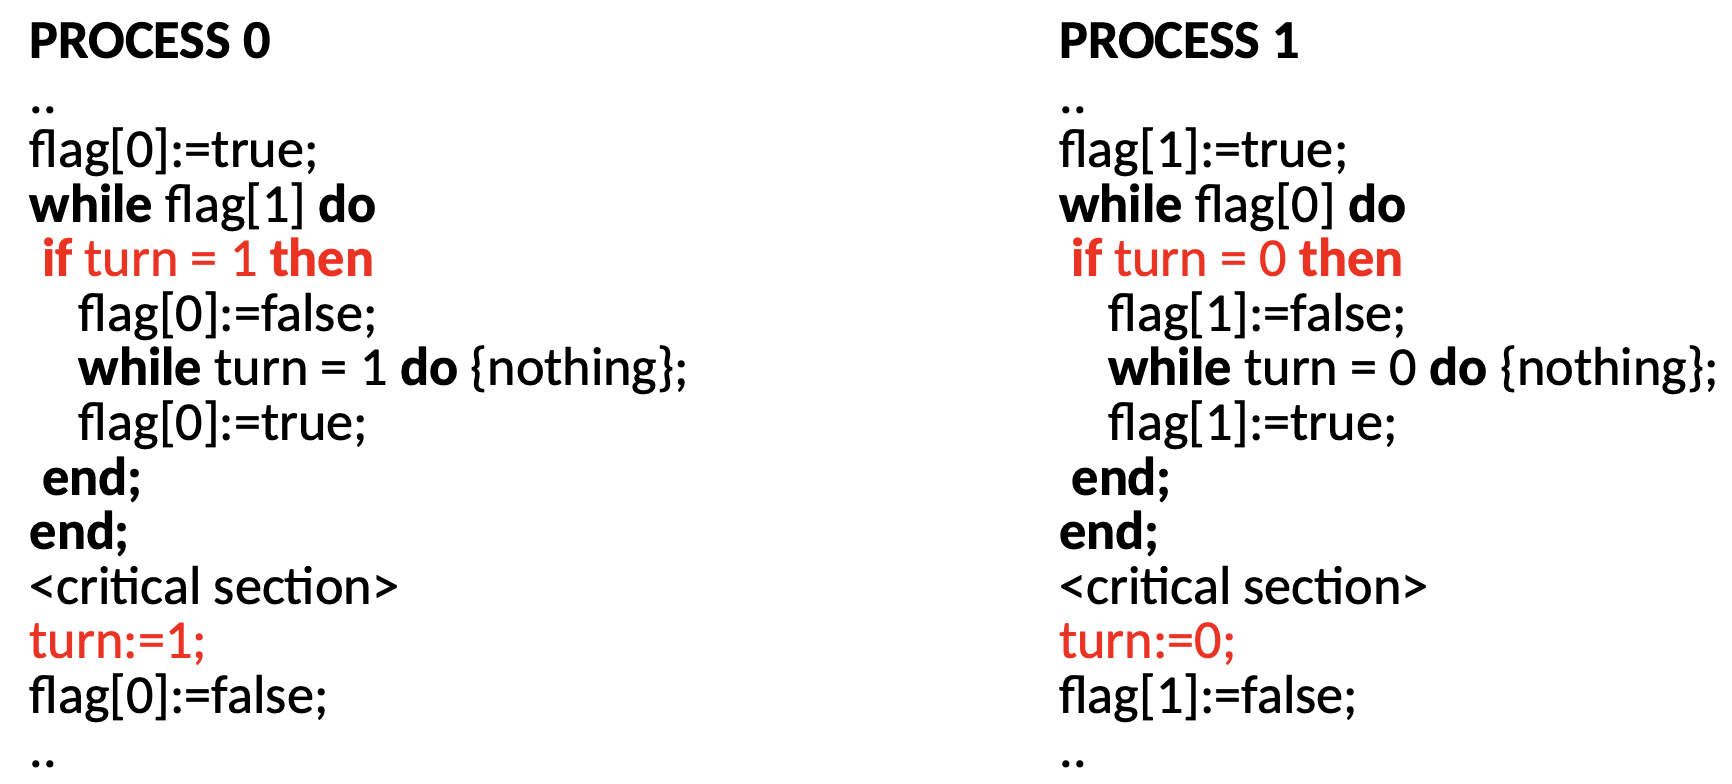 PROCESS 0
..
flag[0]:=true;
while flag[1] do
if turn = 1 then
flag[0]:=false;
while turn = 1 do {nothing};
flag[0]:=true;
end;
end;
<critical section>
turn:=1;
flag[0]:=false;
..
PROCESS 1
..
flag[1]:=true;
while flag[0] do
if turn = 0 then
flag[1]:=false;
while turn = 0 do {nothing};
flag[1]:=true;
end;
end;
<critical section>
turn:=0;
flag[1]:=false;
..